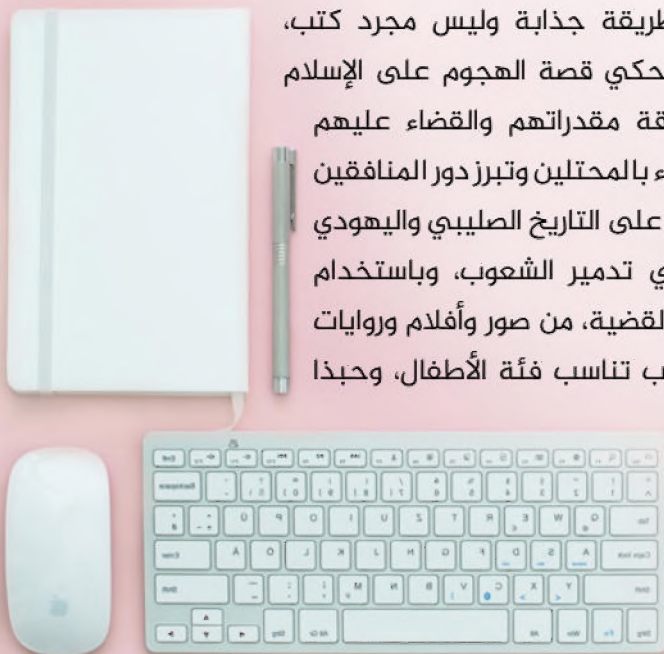 طريقة جذابة وليس مجرد كتب،
حكي قصة الهجوم على الإسلام
قة مقدراتهم والقضاء عليهم
ء بالمحتلين وتبرز دور المنافقين
على التاريخ الصليبي واليهودي
ي تدمير الشعوب، وباستخدام
لقضية، من صور وأفلام وروايات
ب تناسب فئة الأطفال، وحبذا